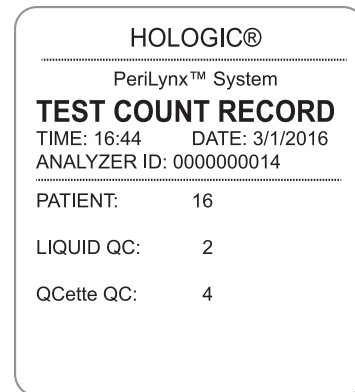 HOLOGIC®
PeriLynx™ System
TEST COUNT RECORD
TIME: 16:44 DATE: 3/1/2016
ANALYZER ID: 0000000014
PATIENT: 16
LIQUID QC: 2
QCette QC: 4